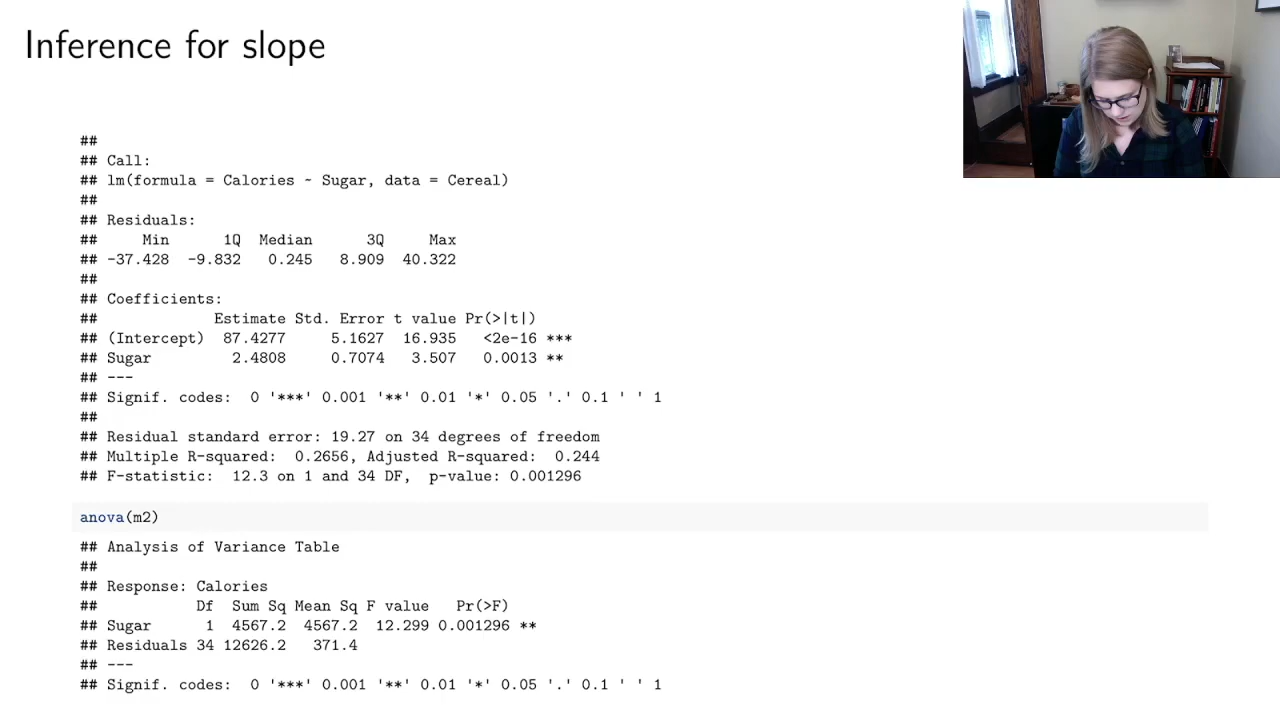 Inference for slope
##
## Call:
## lm(formula = Calories ~ Sugar, data = Cereal)
##
## Residuals:
##     Min      1Q  Median      3Q     Max
## -37.428  -9.832   0.245   8.909  40.322
##
## Coefficients:
##             Estimate Std. Error t value Pr(>|t|)
## (Intercept)  87.4277     5.1627  16.935   <2e-16 ***
## Sugar         2.4808     0.7074   3.507   0.0013 **
## ---
## Signif. codes:  0 '***' 0.001 '**' 0.01 '*' 0.05 '.' 0.1 ' ' 1
##
## Residual standard error: 19.27 on 34 degrees of freedom
## Multiple R-squared:  0.2656, Adjusted R-squared:  0.244
## F-statistic:  12.3 on 1 and 34 DF,  p-value: 0.001296
anova(m2)
## Analysis of Variance Table
##
## Response: Calories
##           Df  Sum Sq Mean Sq F value   Pr(>F)
## Sugar      1  4567.2  4567.2  12.299 0.001296 **
## Residuals 34 12626.2   371.4
## ---
## Signif. codes:  0 '***' 0.001 '**' 0.01 '*' 0.05 '.' 0.1 ' ' 1